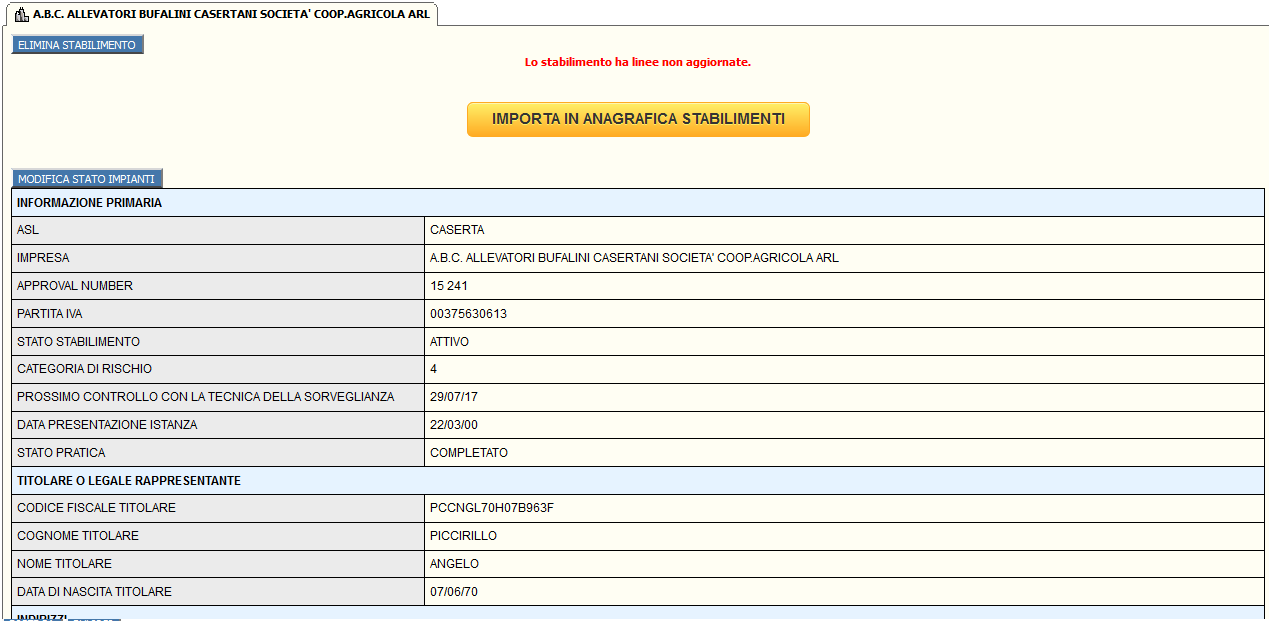 A.B.C. ALLEVATORI BUFALINI CASERTANI SOCIETA' COOP.AGRICOLA ARL
ELIMINA STABILIMENTO
Lo stabilimento ha linee non aggiornate.
IMPORTA IN ANAGRAFICA STABILIMENTI
MODIFICA STATO IMPIANTI
INFORMAZIONE PRIMARIA
ASL CASERTA
IMPRESA A.B.C. ALLEVATORI BUFALINI CASERTANI SOCIETA' COOP.AGRICOLA ARL
APPROVAL NUMBER 15 241
PARTITA IVA 00375630613
STATO STABILIMENTO ATTIVO
CATEGORIA DI RISCHIO 4
PROSSIMO CONTROLLO CON LA TECNICA DELLA SORVEGLIANZA 29/07/17
DATA PRESENTAZIONE ISTANZA 22/03/00
STATO PRATICA COMPLETATO
TITOLARE O LEGALE RAPPRESENTANTE
CODICE FISCALE TITOLARE PCCNGL70H07B963F
COGNOME TITOLARE PICCIRILLO
NOME TITOLARE ANGELO
DATA DI NASCITA TITOLARE 07/06/70
INDIRIZZI